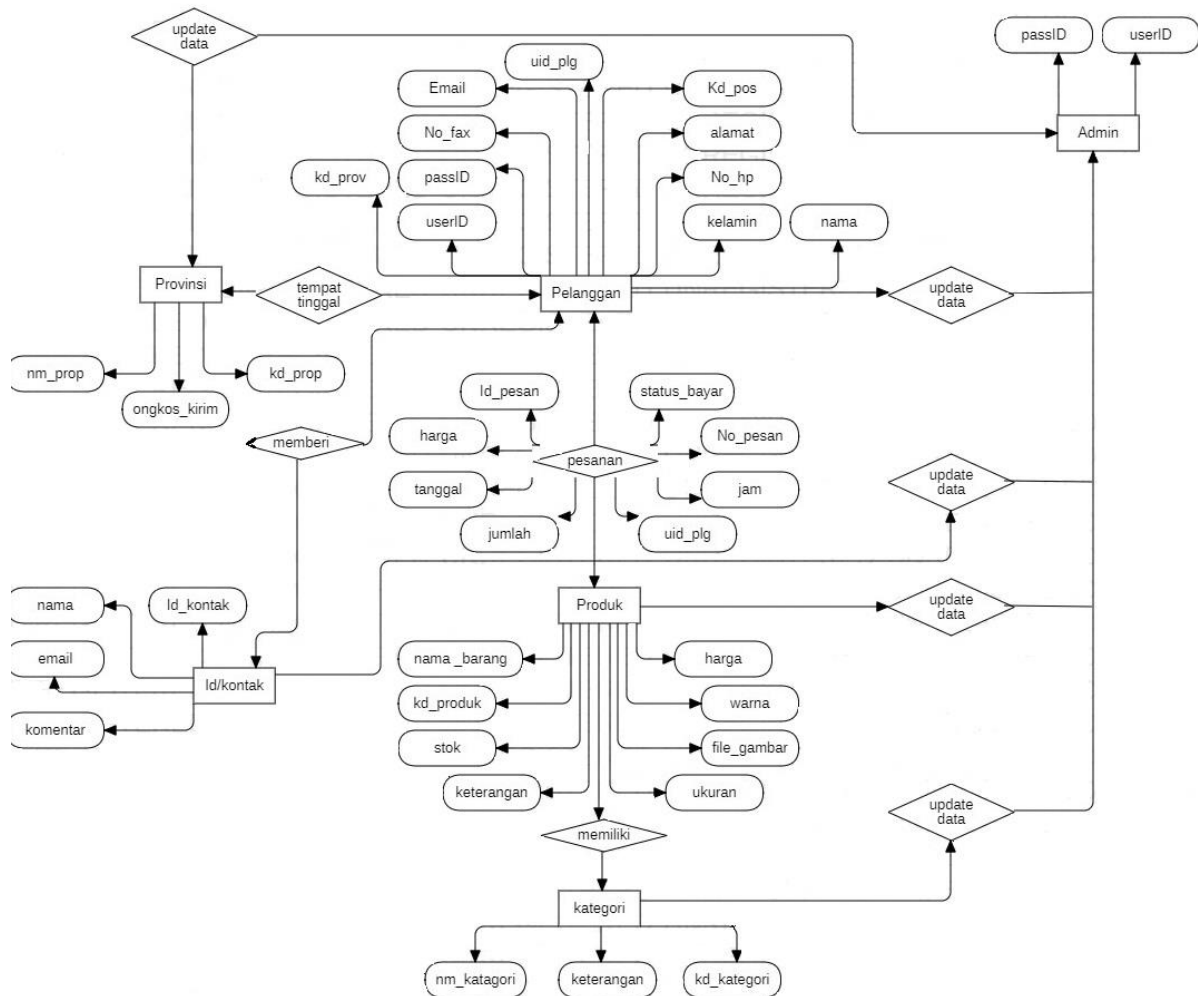 update
data
passID
userID
uid_plg
Email
Kd_pos
No_fax
alamat
Admin
kd_prov
passID
No_hp
userID
kelamin
nama
Provinsi
tempat
tinggal
Pelanggan
update
data
nm_prop
kd_prop
ongkos_kirim
Id_pesan
status_bayar
memberi
harga
No_pesan
pesanan
tanggal
jam
update
data
jumlah
uid_plg
nama
Id_kontak
Produk
update
data
email
nama _barang
harga
Id/kontak
kd_produk
warna
komentar
stok
file_gambar
keterangan
ukuran
update
data
memiliki
kategori
nm_katagori
keterangan
kd_kategori